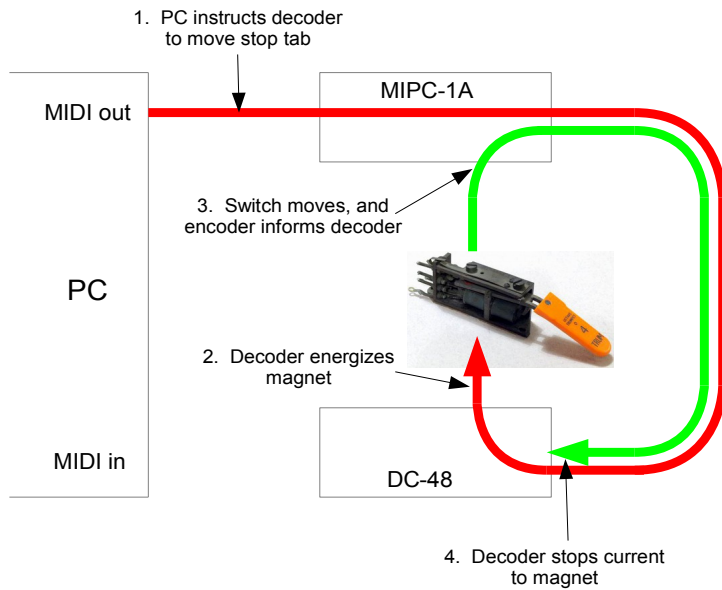 1. PC instructs decoder
to move stop tab
MIPC-1A
MIDI out
3. Switch moves, and
encoder informs decoder
PC
4
2. Decoder energizes
magnet
MIDI in
DC-48
4. Decoder stops current
to magnet